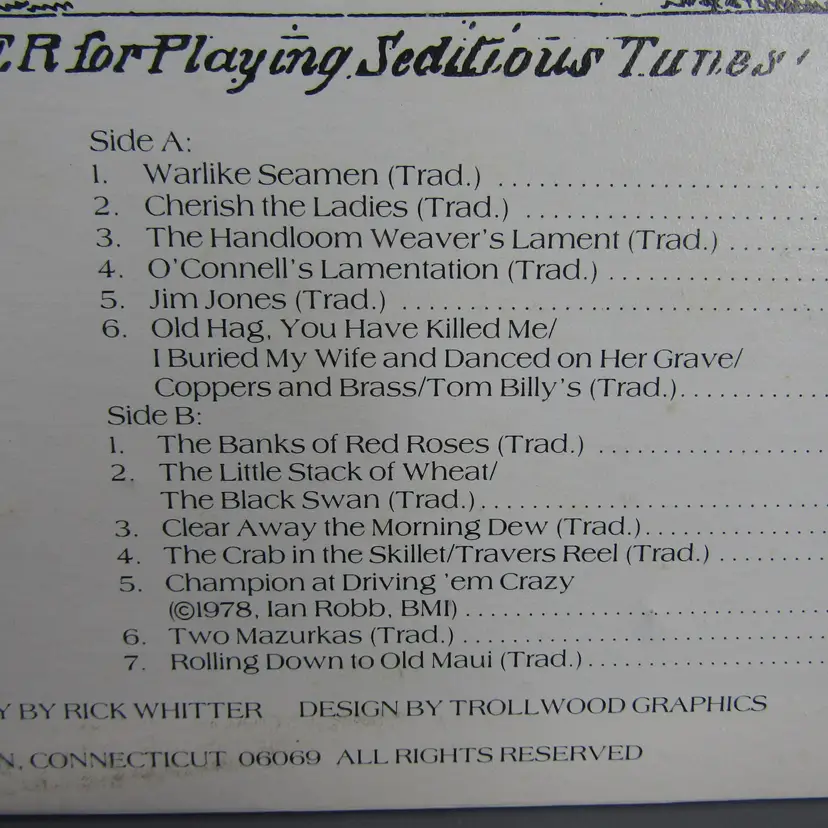 ER for Playing Seditious Tunes'
Side A:
1. Warlike Seamen (Trad.) ....................
2. Cherish the Ladies (Trad.) ....................
3. The Handloom Weaver's Lament (Trad.) ........
4. O'Connell's Lamentation (Trad.) ................
5. Jim Jones (Trad.) ..............................
6. Old Hag, You Have Killed Me/
I Buried My Wife and Danced on Her Grave/
Coppers and Brass/Tom Billy's (Trad.)............
Side B:
1. The Banks of Red Roses (Trad.) .................
2. The Little Stack of Wheat/
The Black Swan (Trad.)..........................
3. Clear Away the Morning Dew (Trad.)..............
4. The Crab in the Skillet/Travers Reel (Trad.) ........
5. Champion at Driving 'em Crazy
(©1978, Ian Robb, BMI) ...........................
6. Two Mazurkas (Trad.) ...........................
7. Rolling Down to Old Maui (Trad.).................
Y BY RICK WHITTER DESIGN BY TROLLWOOD GRAPHICS
N, CONNECTICUT 06069 ALL RIGHTS RESERVED